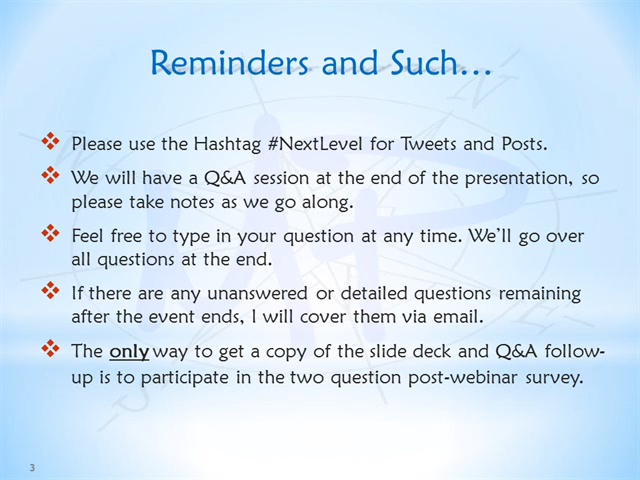 Reminders and Such…
Please use the Hashtag #NextLevel for Tweets and Posts.
We will have a Q&A session at the end of the presentation, so
please take notes as we go along.
Feel free to type in your question at any time. We’ll go over
all questions at the end.
If there are any unanswered or detailed questions remaining
after the event ends, I will cover them via email.
The only way to get a copy of the slide deck and Q&A follow-
up is to participate in the two question post-webinar survey.
3